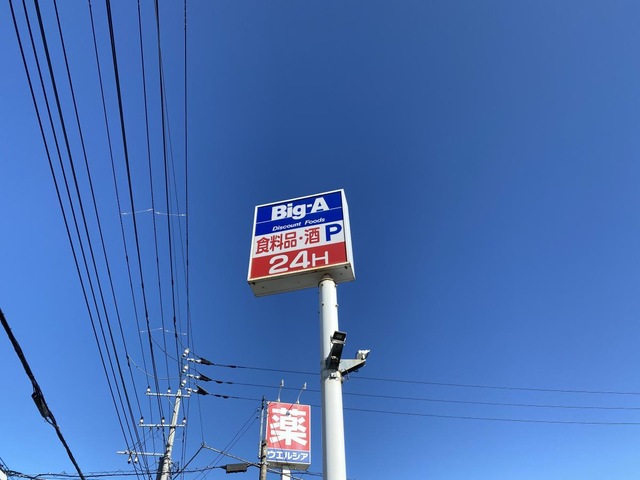 Big-A
Discount Foods
食料品・酒 P
24H
薬
ウエルシア